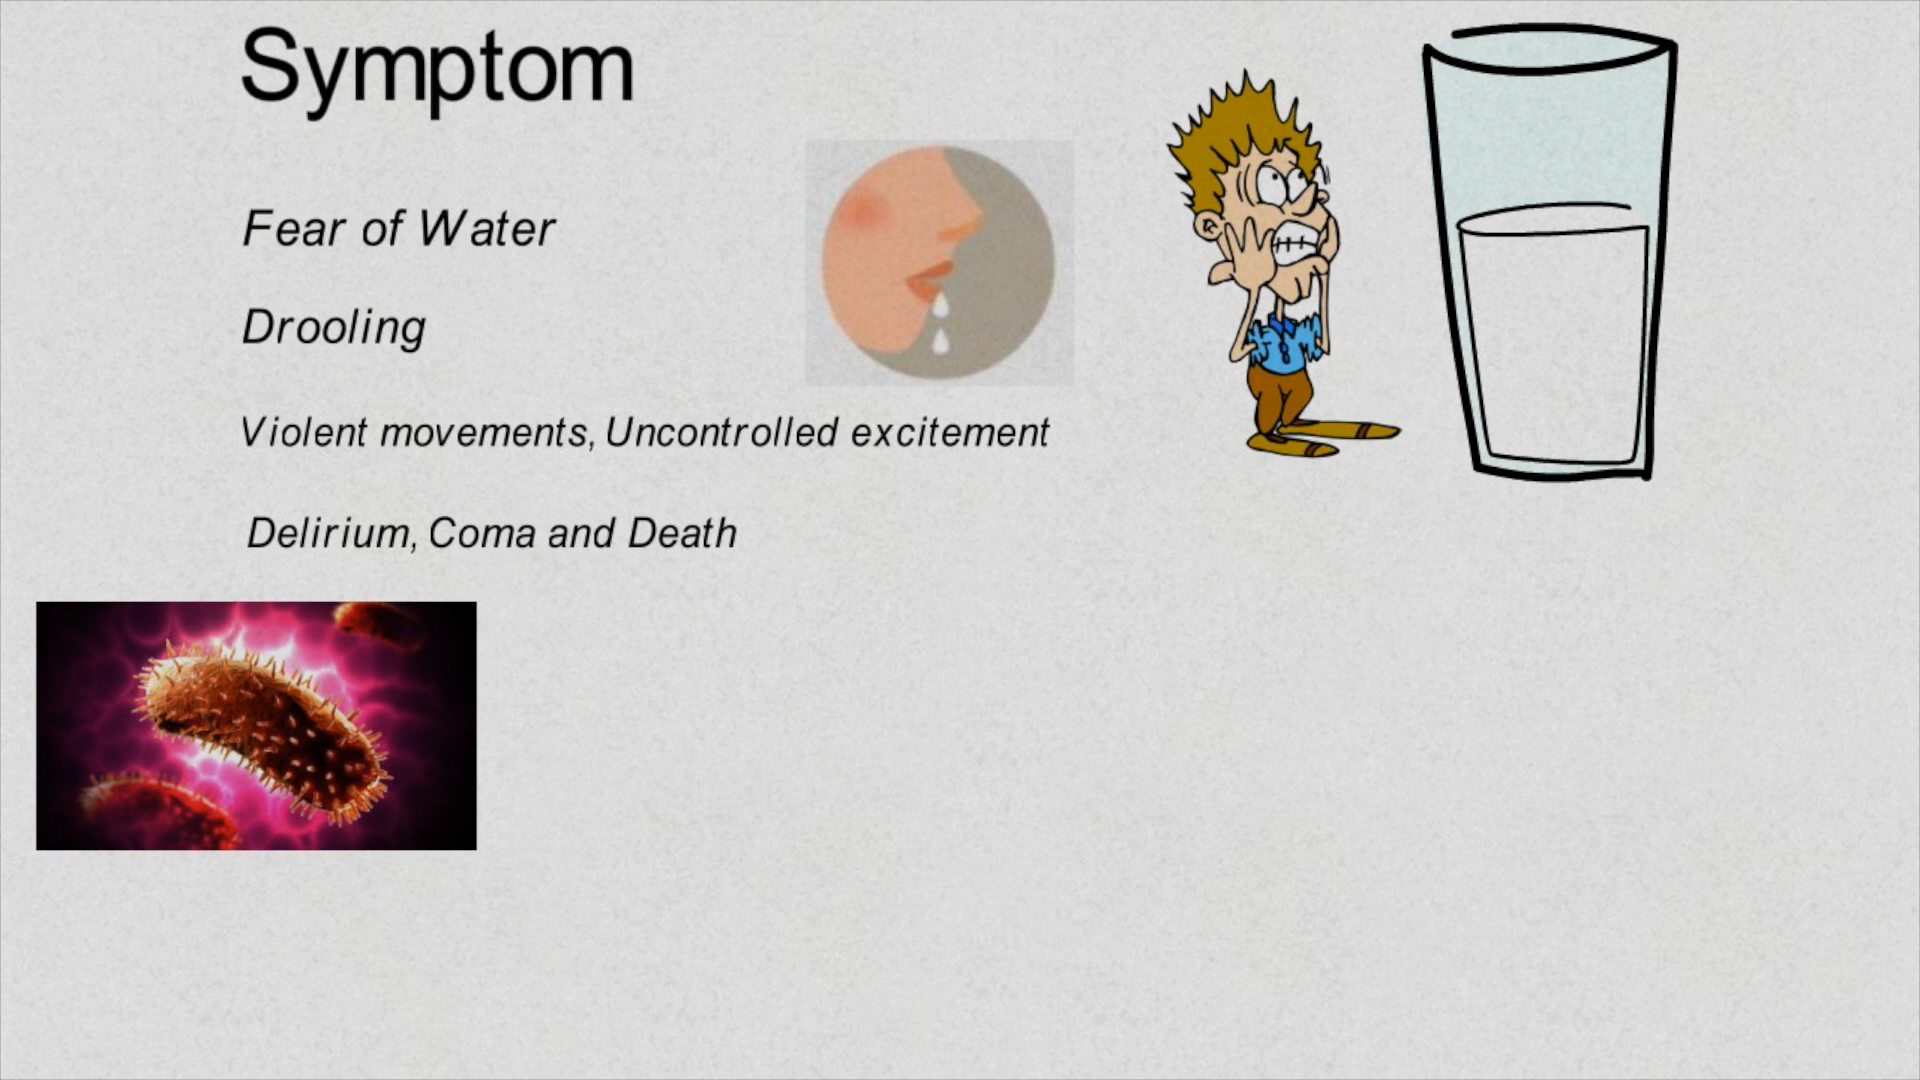 Symptom
Fear of Water
Drooling
Violent movements, Uncontrolled excitement
Delirium, Coma and Death